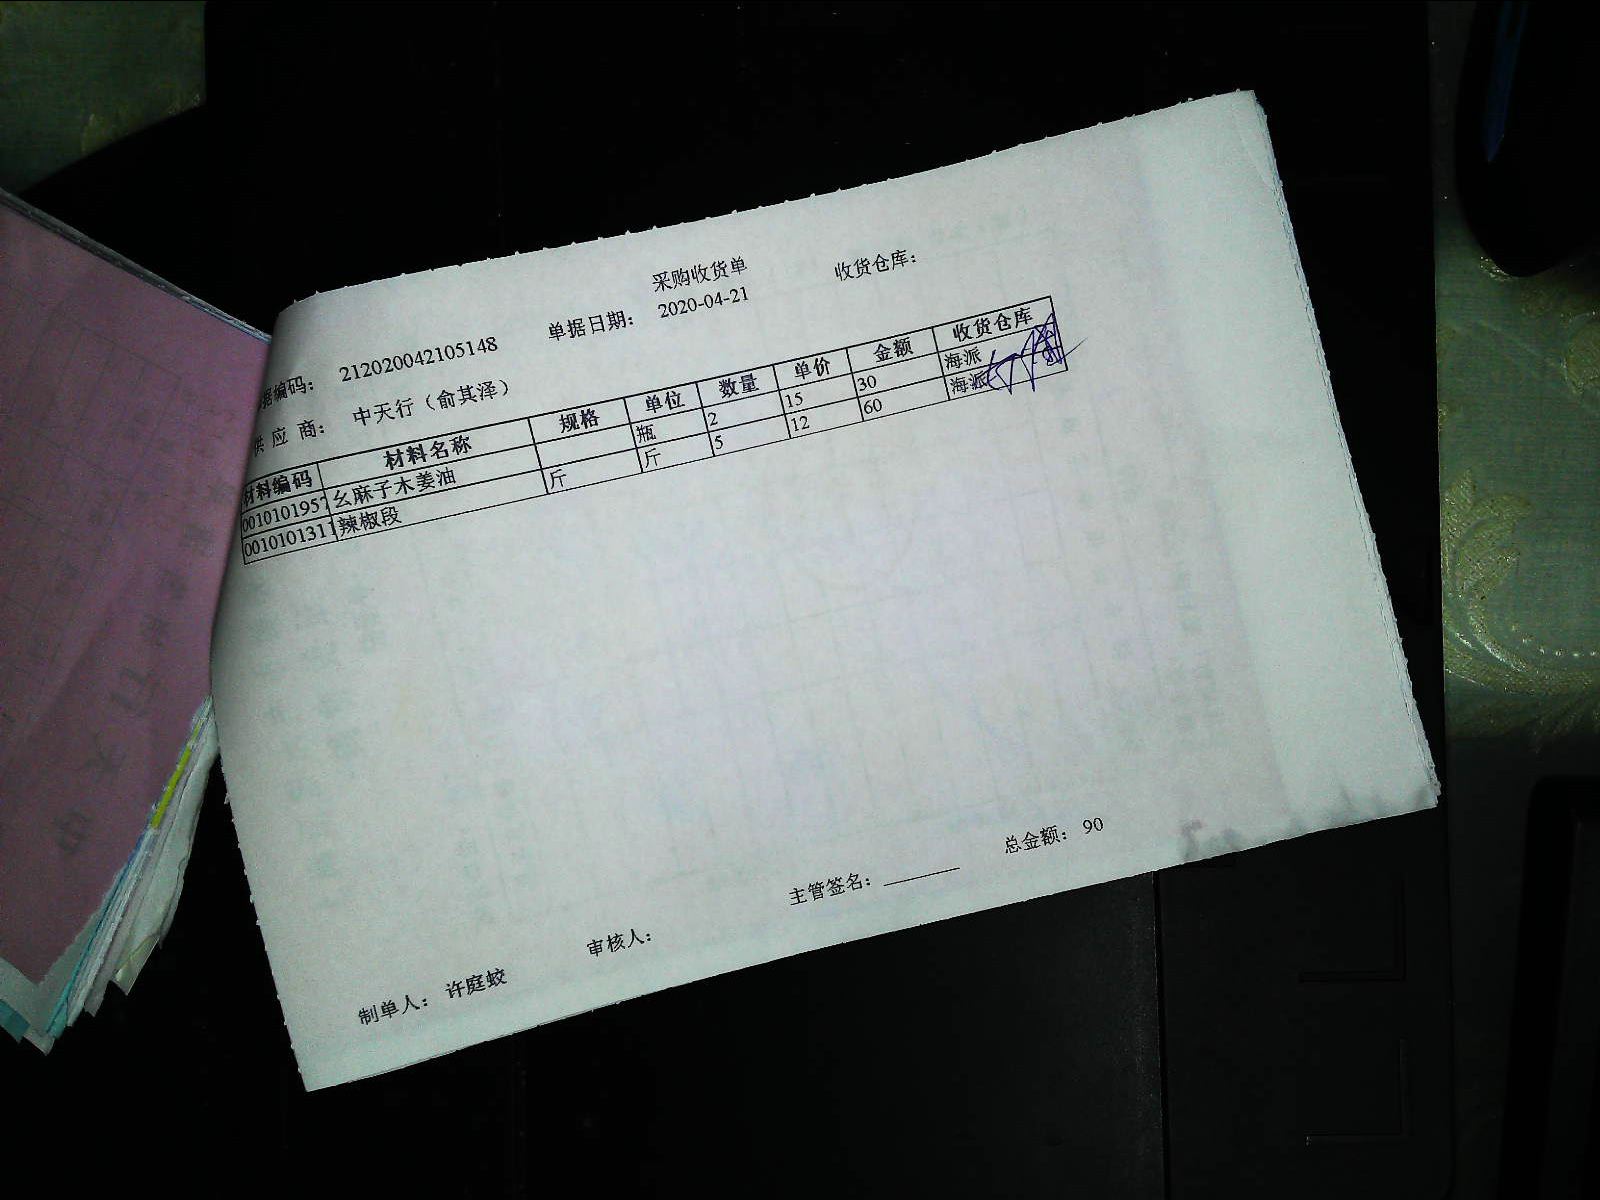 采购收货单
据编码： 212020042105148 单据日期： 2020-04-21 收货仓库：
供 应 商： 中天行（俞其泽）
材料编码 材料名称 规格 单位 数量 单价 金额 收货仓库
0010101957 幺麻子木姜油 瓶 2 15 30 海派
0010101311 辣椒段 斤 斤 5 12 60 海派
总金额： 90
制单人： 许庭蛟 审核人： 主管签名：